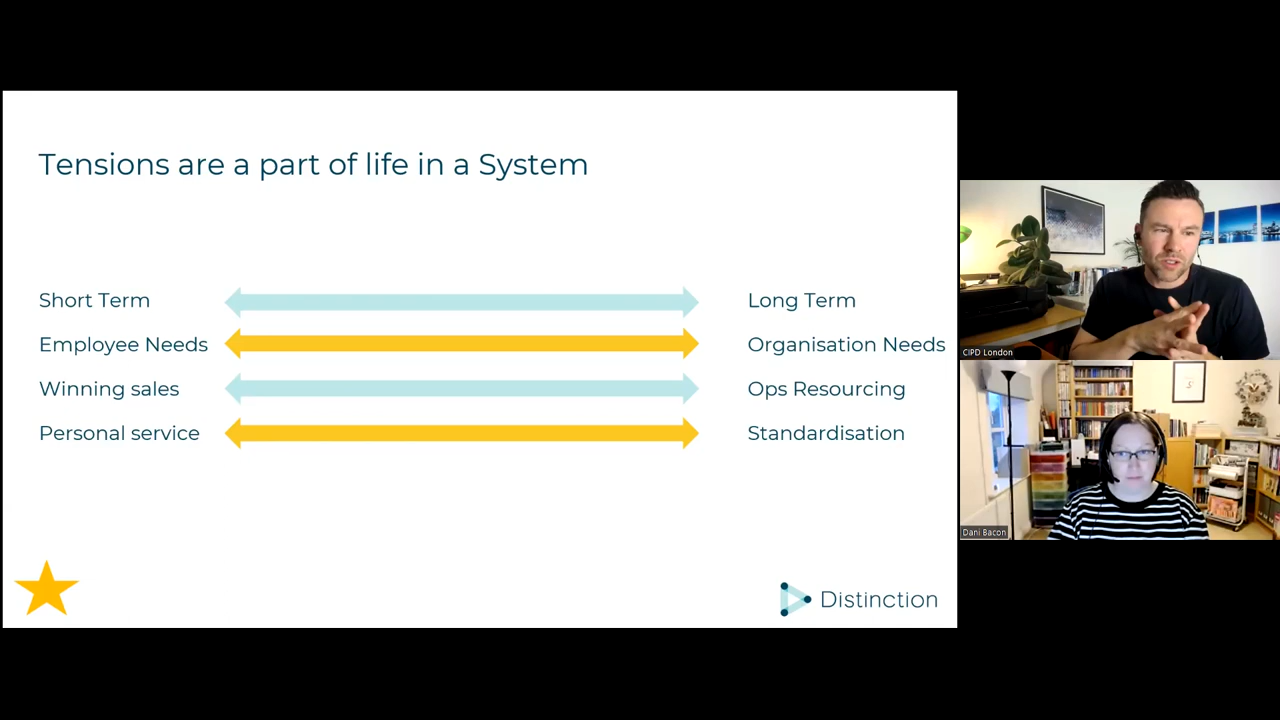 Tensions are a part of life in a System
Short Term
Long Term
Employee Needs
Organisation Needs
Winning sales
Ops Resourcing
Personal service
Standardisation
Distinction
CIPD London
Dani Bacon